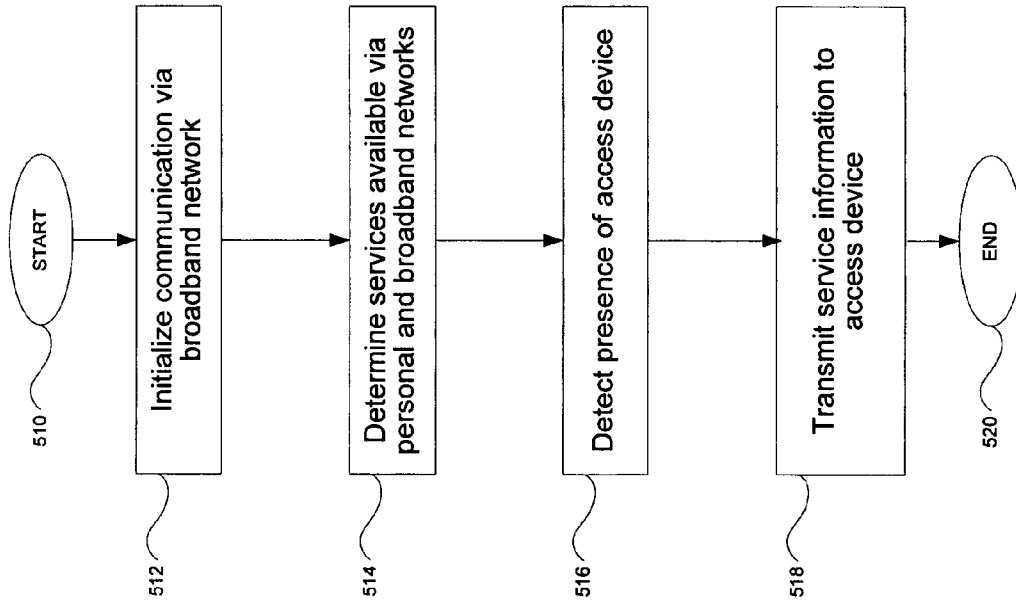 START
510
Initialize communication via
broadband network
512
Determine services available via
personal and broadband networks
514
Detect presence of access device
516
Transmit service information to
access device
518
END
520